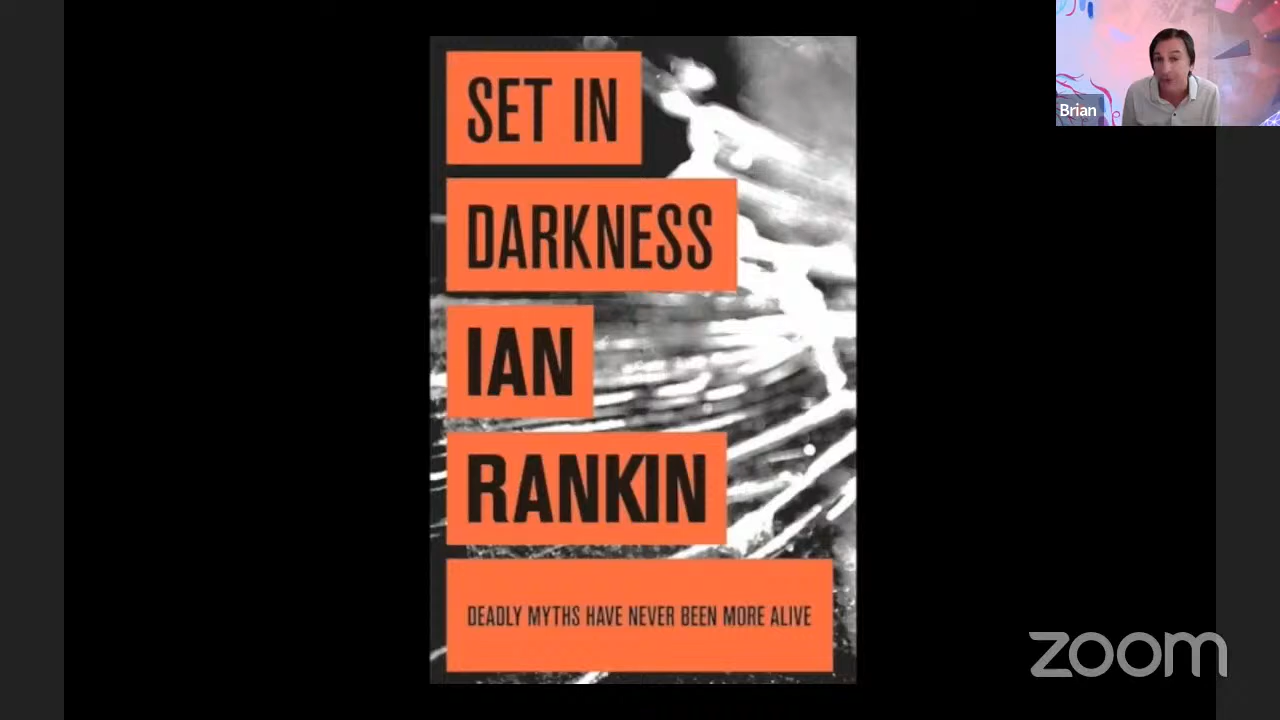 SET IN
DARKNESS
IAN
RANKIN
DEADLY MYTHS HAVE NEVER BEEN MORE ALIVE
Brian
zoom